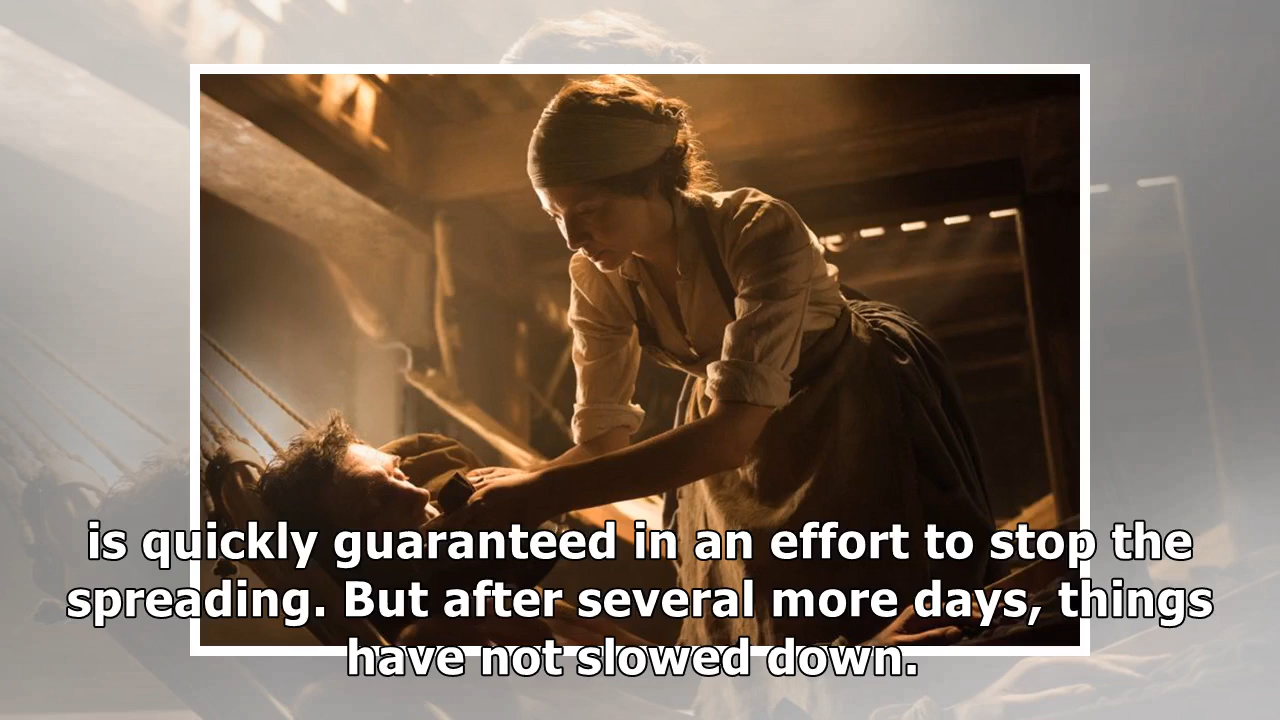 is quickly guaranteed in an effort to stop the
spreading. But after several more days, things
have not slowed down.